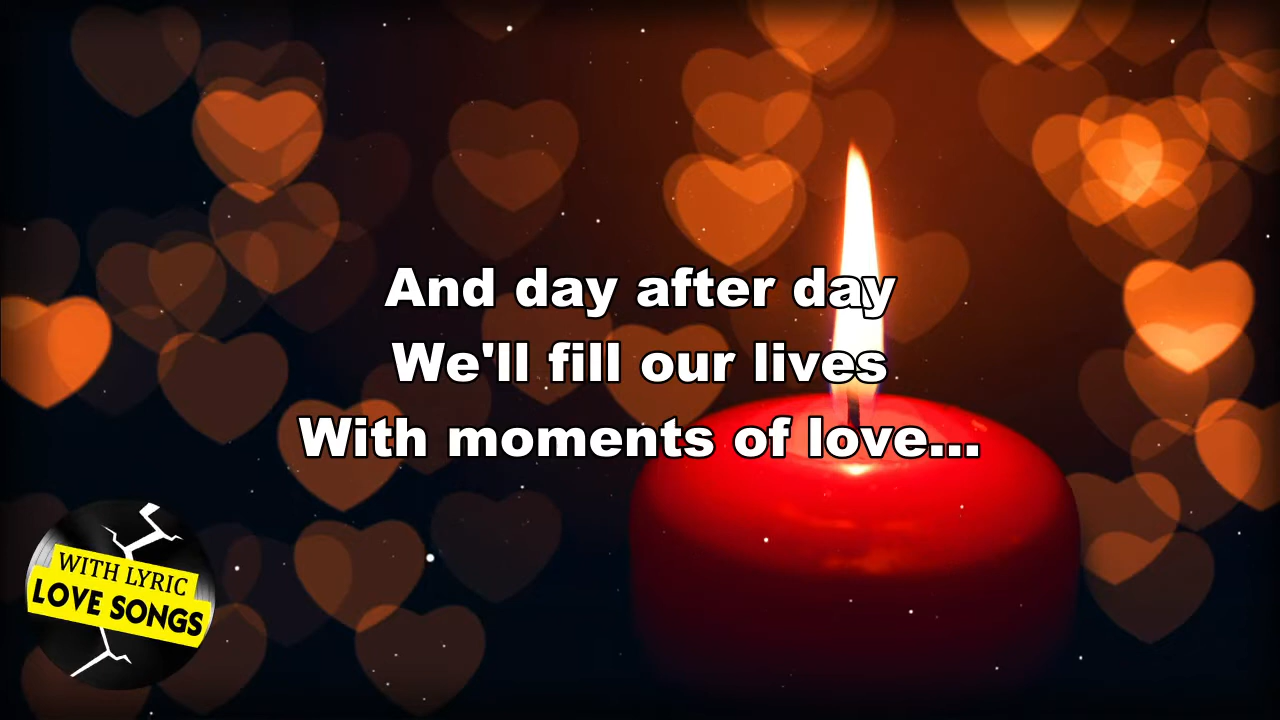 And day after day
We'll fill our lives
With moments of love...
WITH LYRIC
LOVE SONGS